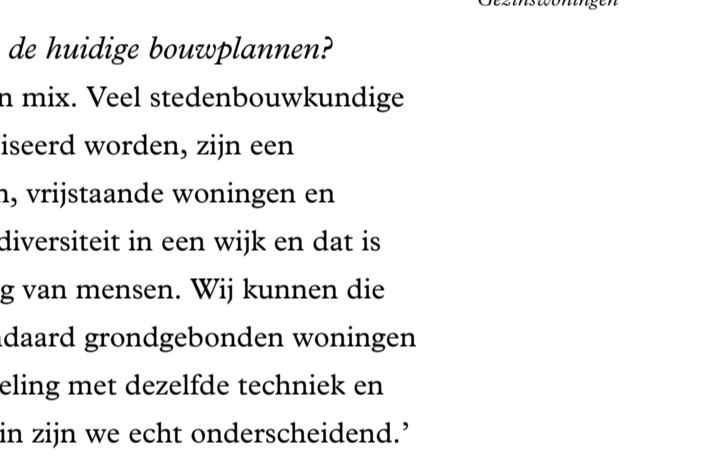 Gezinswoningen
de huidige bouwplannen?
n mix. Veel stedenbouwkundige
iseerd worden, zijn een
, vrijstaande woningen en
diversiteit in een wijk en dat is
g van mensen. Wij kunnen die
daard grondgebonden woningen
eling met dezelfde techniek en
in zijn we echt onderscheidend.’